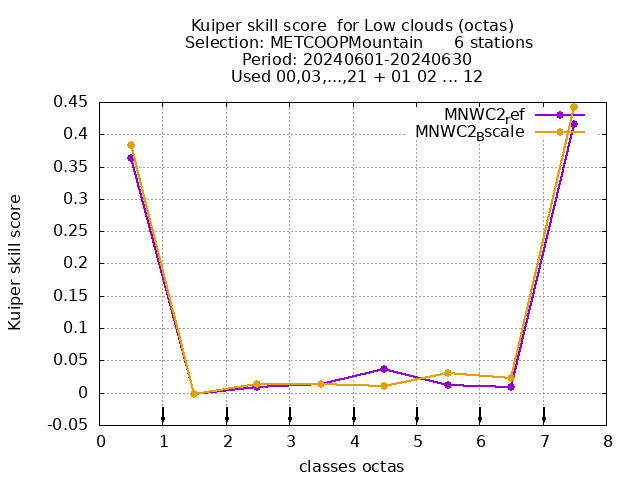 Kuiper skill score  for Low clouds (octas)
Selection: METCOOPMountain      6 stations
Period: 20240601-20240630
Used 00,03,...,21 + 01 02 ... 12
MNWC2ref
MNWC2Bscale
Kuiper skill score
0.45
0.4
0.35
0.3
0.25
0.2
0.15
0.1
0.05
0
-0.05
0 1 2 3 4 5 6 7 8
classes octas